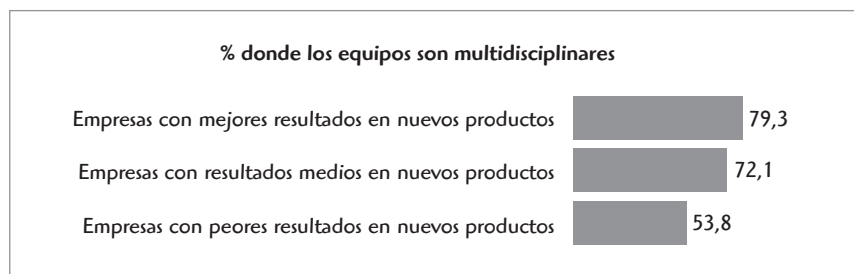 % donde los equipos son multidisciplinares
Empresas con mejores resultados en nuevos productos 79,3
Empresas con resultados medios en nuevos productos 72,1
Empresas con peores resultados en nuevos productos 53,8